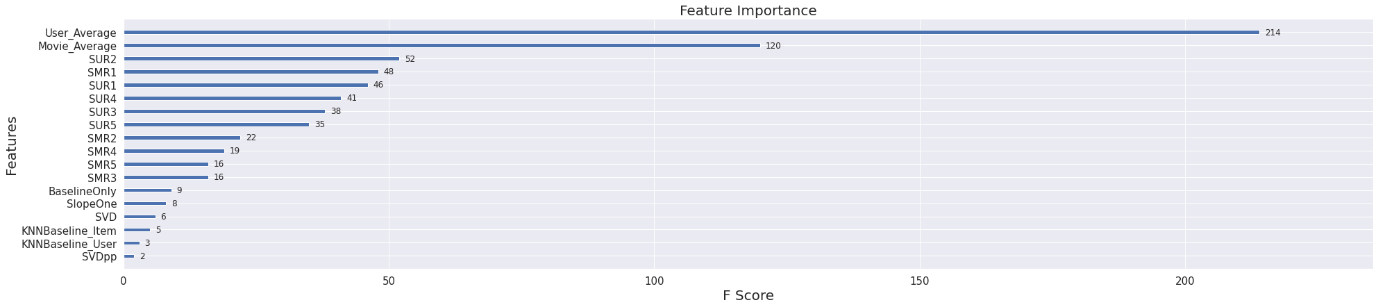 Feature Importance
Features
User_Average 214
Movie_Average 120
SUR2 52
SMR1 48
SUR1 46
SUR4 41
SUR3 38
SUR5 35
SMR2 22
SMR4 19
SMR5 16
SMR3 16
BaselineOnly 9
SlopeOne 8
SVD 6
KNNBaseline_Item 5
KNNBaseline_User 3
SVDpp 2
0 50 100 150 200
F Score